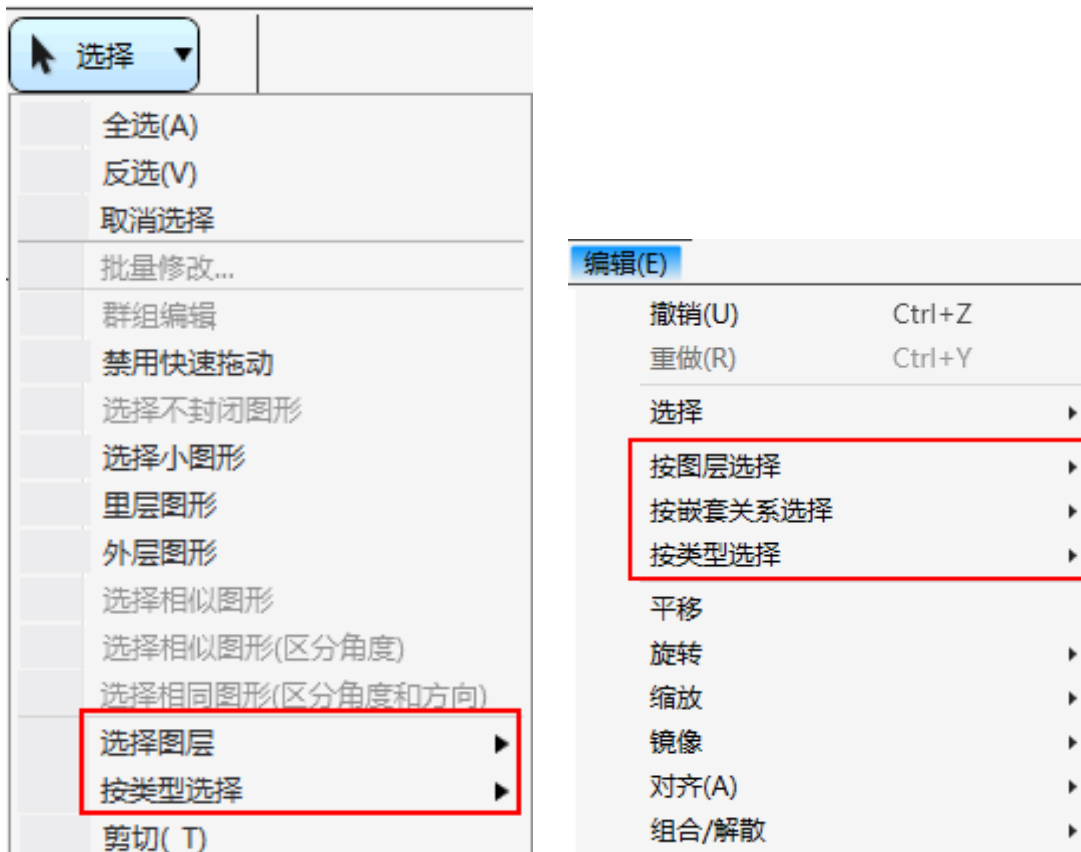 选择
全选(A)
反选(V)
取消选择
批量修改...
群组编辑
禁用快速拖动
选择不封闭图形
选择小图形
里层图形
外层图形
选择相似图形
选择相似图形(区分角度)
选择相同图形(区分角度和方向)
选择图层
按类型选择
剪切( T)
编辑(E)
撤销(U) Ctrl+Z
重做(R) Ctrl+Y
选择
按图层选择
按嵌套关系选择
按类型选择
平移
旋转
缩放
镜像
对齐(A)
组合/解散